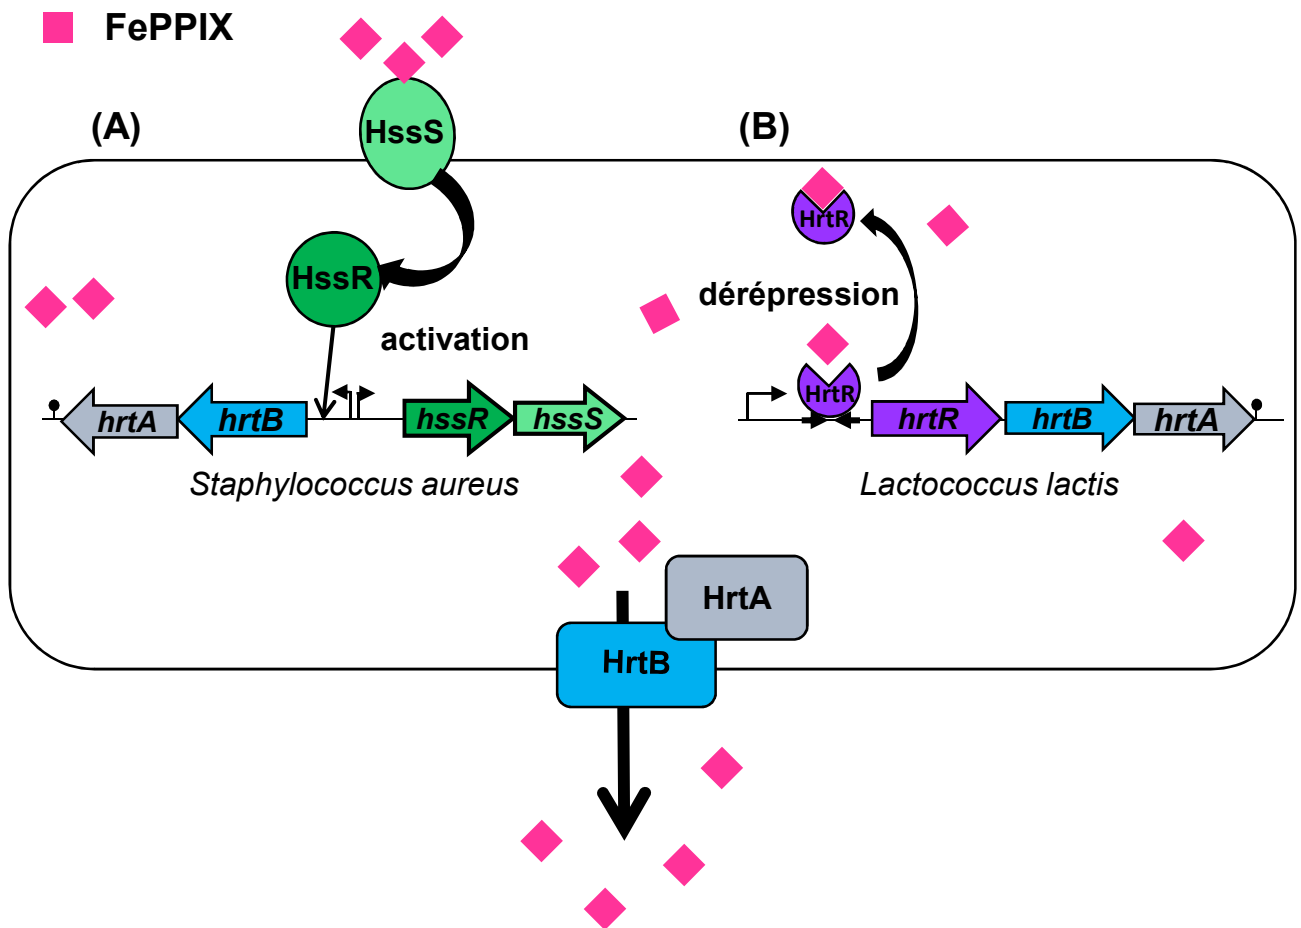 FePPIX
(A)
(B)
HssS
HrtR
HssR
dérépression
activation
HrtR
hrtA
hrtB
hssR
hssS
hrtR
hrtB
hrtA
Staphylococcus aureus
Lactococcus lactis
HrtA
HrtB